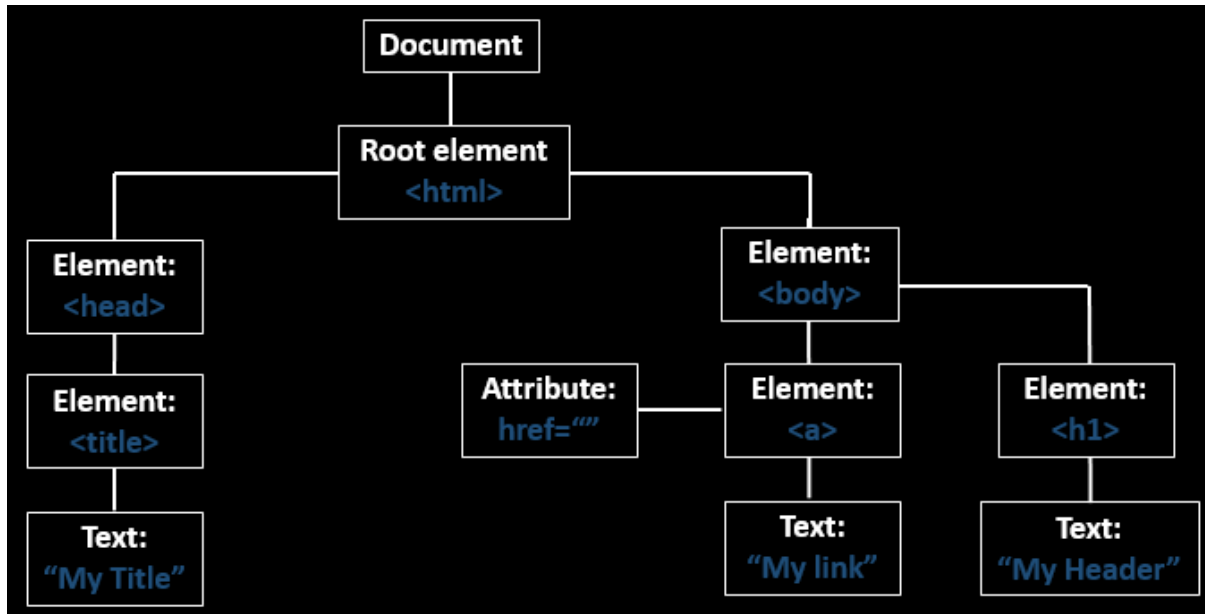 Document
Root element
<html>
Element:
<head>
Element:
<body>
Element:
<title>
Attribute:
href=“”
Element:
<a>
Element:
<h1>
Text:
“My Title”
Text:
“My link”
Text:
“My Header”